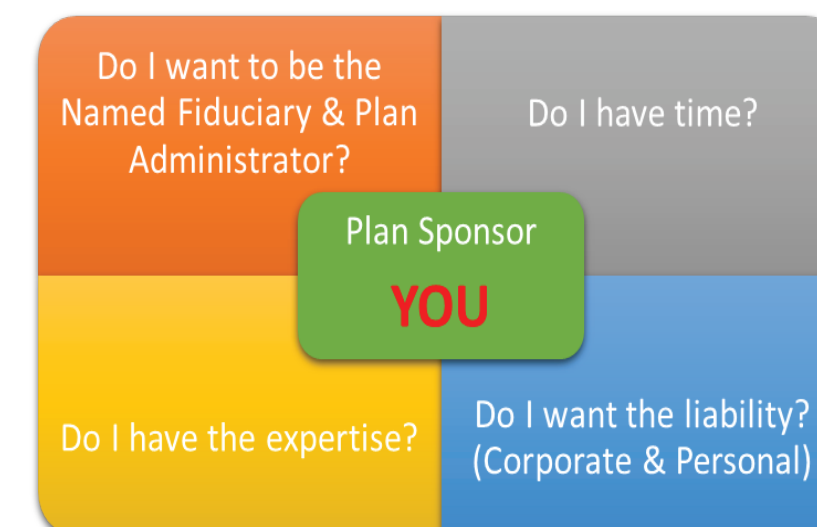 Do I want to be the
Named Fiduciary & Plan
Administrator?
Do I have time?
Plan Sponsor
YOU
Do I have the expertise?
Do I want the liability?
(Corporate & Personal)